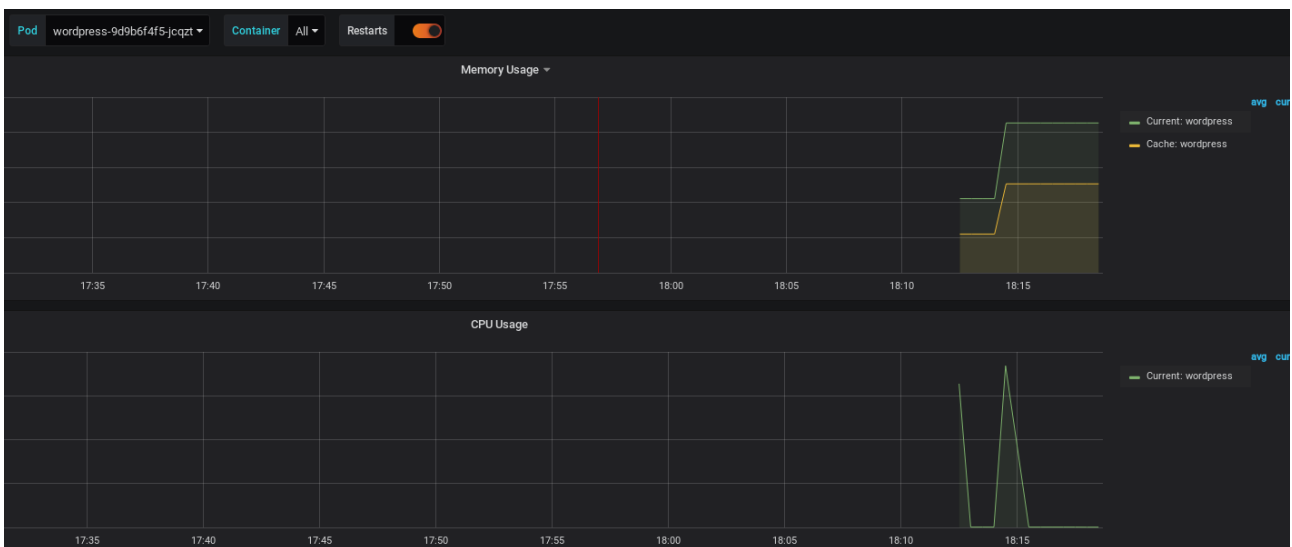 Pod wordpress-9d9b6f4f5-jcqzt Container All Restarts
Memory Usage
avg cur
Current: wordpress
Cache: wordpress
17:35 17:40 17:45 17:50 17:55 18:00 18:05 18:10 18:15
CPU Usage
avg cur
Current: wordpress
17:35 17:40 17:45 17:50 17:55 18:00 18:05 18:10 18:15